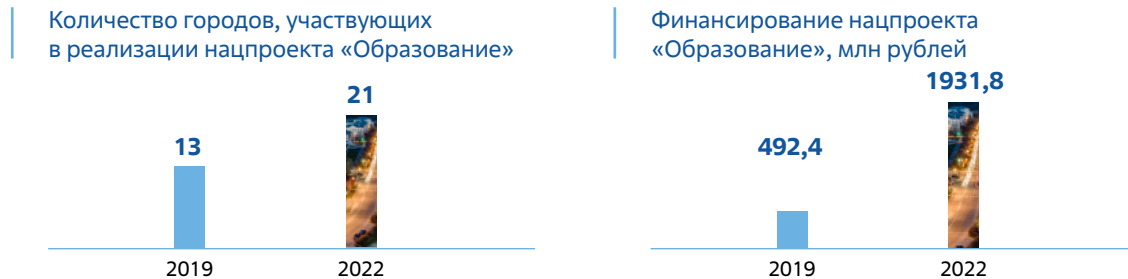 Количество городов, участвующих
в реализации нацпроекта «Образование»
21
13
2019
2022
Финансирование нацпроекта
«Образование», млн рублей
1931,8
492,4
2019
2022